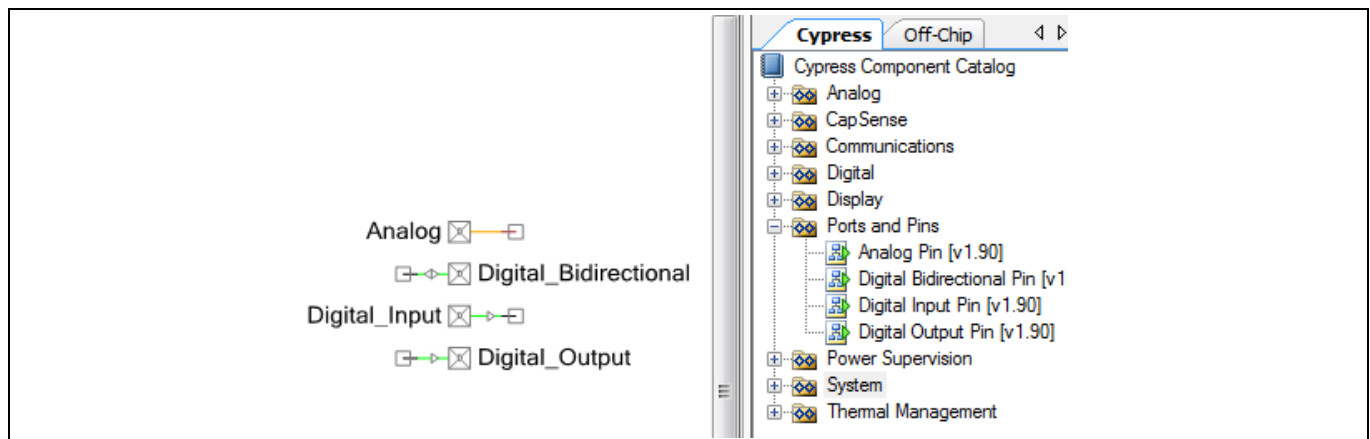 Analog
Digital_Bidirectional
Digital_Input
Digital_Output
Cypress Off-Chip
Cypress Component Catalog
Analog
CapSense
Communications
Digital
Display
Ports and Pins
Analog Pin [v1.90]
Digital Bidirectional Pin [v1
Digital Input Pin [v1.90]
Digital Output Pin [v1.90]
Power Supervision
System
Thermal Management